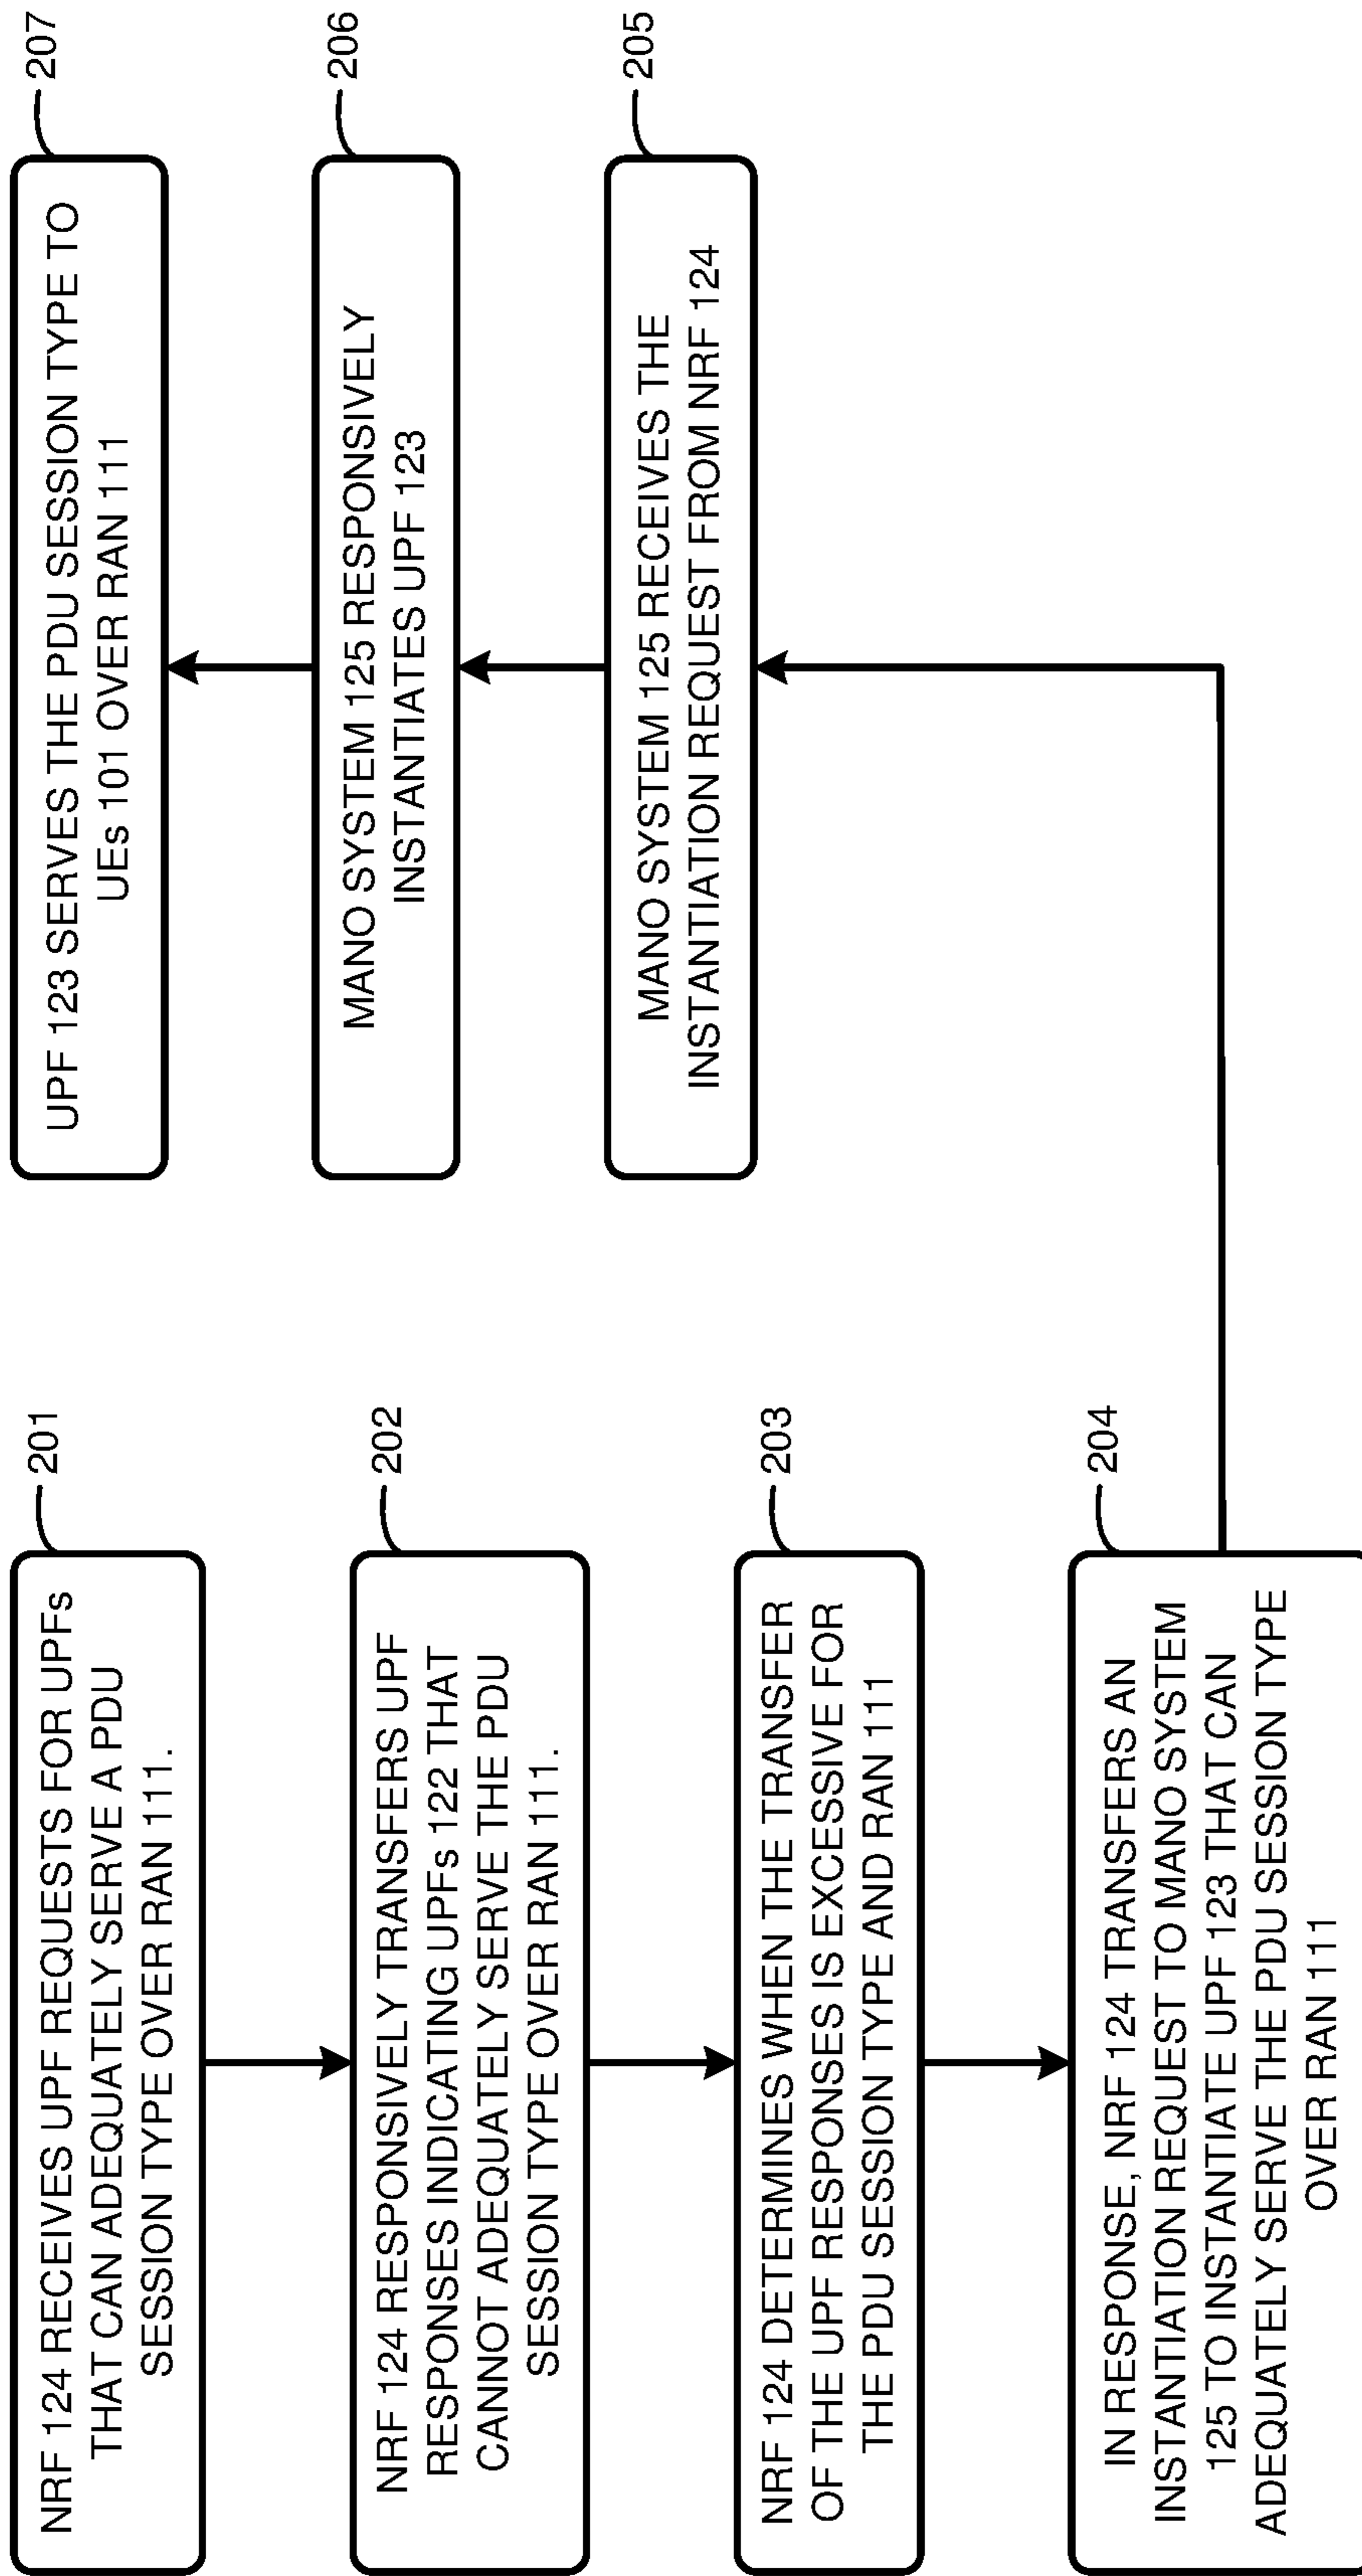 NRF 124 RECEIVES UPF REQUESTS FOR UPFs
THAT CAN ADEQUATELY SERVE A PDU
SESSION TYPE OVER RAN 111.
201
NRF 124 RESPONSIVELY TRANSFERS UPF
RESPONSES INDICATING UPFs 122 THAT
CANNOT ADEQUATELY SERVE THE PDU
SESSION TYPE OVER RAN 111.
202
NRF 124 DETERMINES WHEN THE TRANSFER
OF THE UPF RESPONSES IS EXCESSIVE FOR
THE PDU SESSION TYPE AND RAN 111
203
IN RESPONSE, NRF 124 TRANSFERS AN
INSTANTIATION REQUEST TO MANO SYSTEM
125 TO INSTANTIATE UPF 123 THAT CAN
ADEQUATELY SERVE THE PDU SESSION TYPE
OVER RAN 111
204
MANO SYSTEM 125 RECEIVES THE
INSTANTIATION REQUEST FROM NRF 124
205
MANO SYSTEM 125 RESPONSIVELY
INSTANTIATES UPF 123
206
UPF 123 SERVES THE PDU SESSION TYPE TO
UEs 101 OVER RAN 111
207